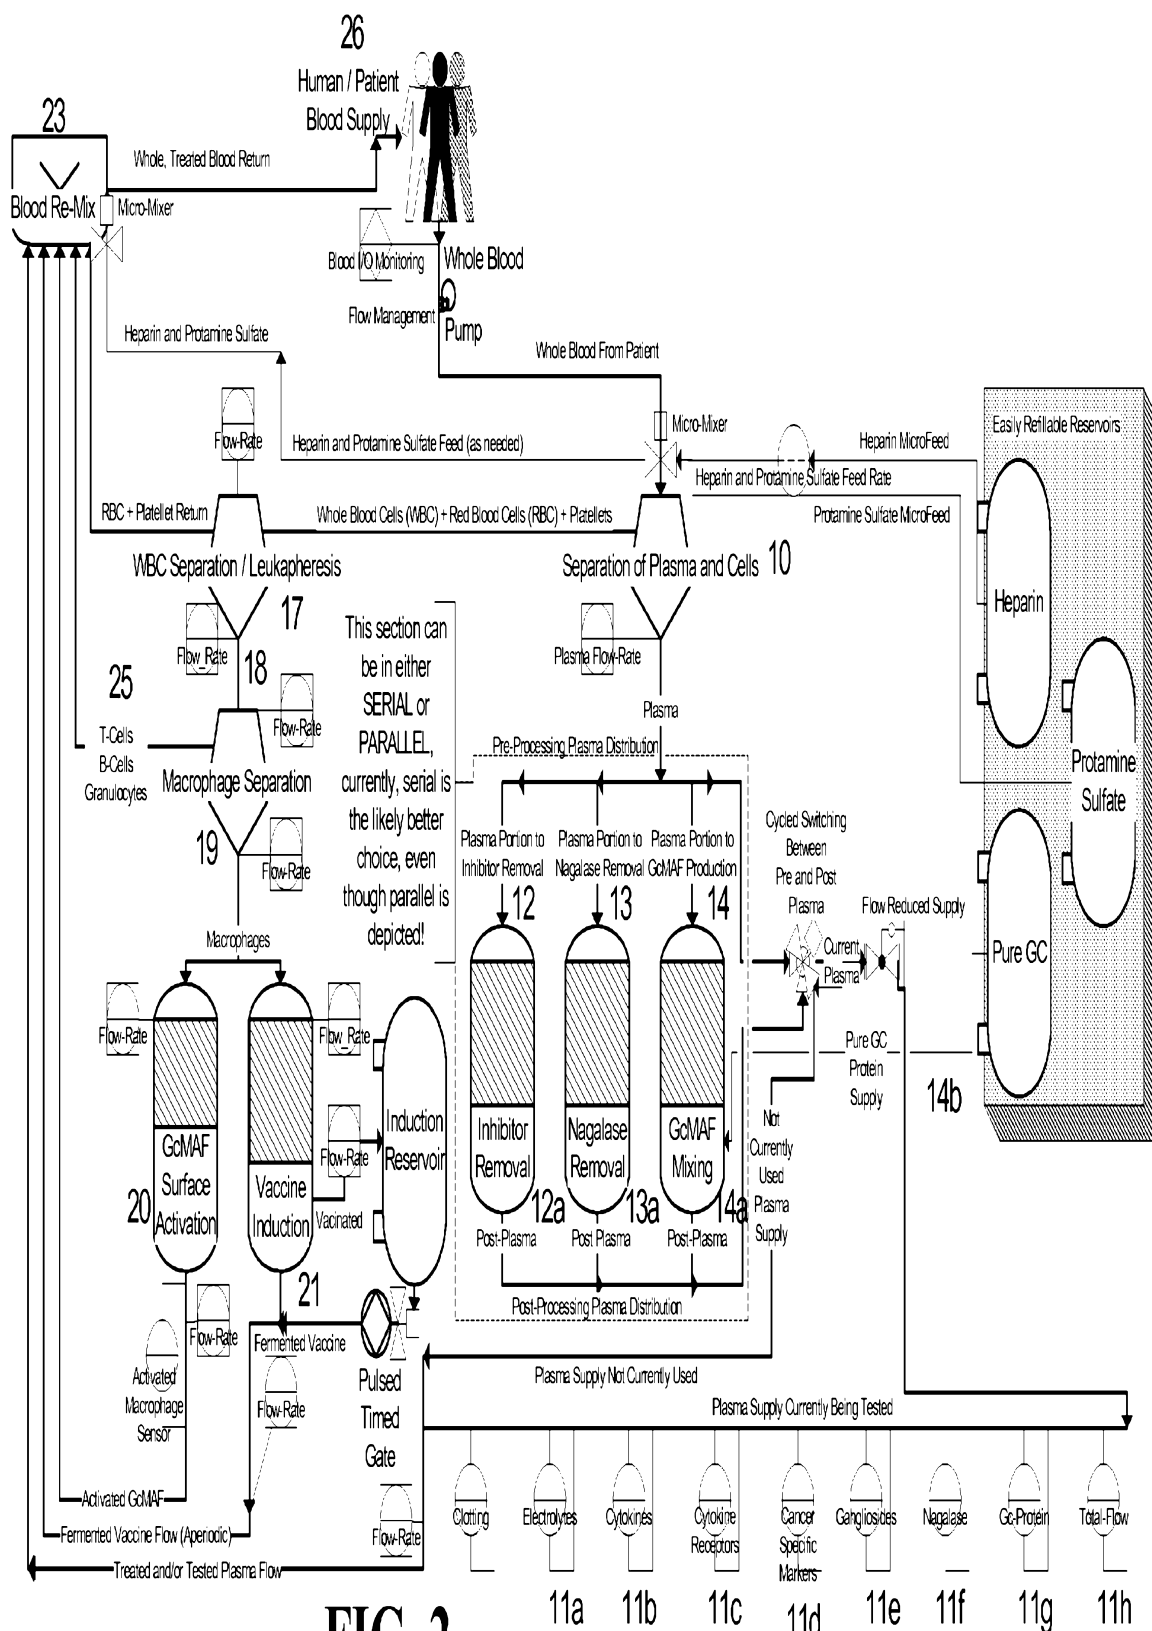 26
Human / Patient
Blood Supply
23
Blood Re-Mix
Whole, Treated Blood Return
Micro-Mixer
Blood I/O Monitoring
Whole Blood
Flow Management
Pump
Heparin and Protamine Sulfate
Whole Blood From Patient
Flow-Rate
Heparin and Protamine Sulfate Feed (as needed)
Micro-Mixer
Heparin MicroFeed
Heparin and Protamine Sulfate Feed Rate
Protamine Sulfate MicroFeed
Easily Refillable Reservoirs
Heparin
Protamine
Sulfate
Pure GC
RBC + Platellet Return
Whole Blood Cells (WBC) + Red Blood Cells (RBC) + Platellets
WBC Separation / Leukapheresis
17
Separation of Plasma and Cells
10
Flow_Rate
18
Plasma Flow-Rate
Plasma
25
T-Cells
B-Cells
Granulocytes
Flow-Rate
Macrophage Separation
19
Flow-Rate
Macrophages
This section can
be in either
SERIAL or
PARALLEL,
currently, serial is
the likely better
choice, even
though parallel is
depicted!
Pre-Processing Plasma Distribution
Plasma Portion to
Inhibitor Removal
12
Plasma Portion to
Nagalase Removal
13
Plasma Portion to
GcMAF Production
14
Cycled Switching
Between
Pre and Post
Plasma
Flow Reduced Supply
Current
Plasma
Pure GC
Protein
Supply
14b
Flow-Rate
Flow_Rate
GcMAF
Surface
Activation
20
Vaccine
Induction
21
Flow-Rate
Vacinated
Induction
Reservoir
Inhibitor
Removal
12a
Nagalase
Removal
13a
GcMAF
Mixing
14a
Post-Plasma
Post Plasma
Post-Plasma
Post-Processing Plasma Distribution
Not
Currently
Used
Plasma
Supply
Flow-Rate
Fermented Vaccine
Activated
Macrophage
Sensor
Flow-Rate
Pulsed
Timed
Gate
Plasma Supply Not Currently Used
Plasma Supply Currently Being Tested
Activated GcMAF
Fermented Vaccine Flow (Aperiodic)
Treated and/or Tested Plasma Flow
Flow-Rate
Clotting
Electrolytes
Cytokines
Cytokine
Receptors
Cancer
Specific
Markers
Ganghliosides
Nagalase
Gc-Protein
Total-Flow
11a
11b
11c
11d
11e
11f
11g
11h
FIG. 2